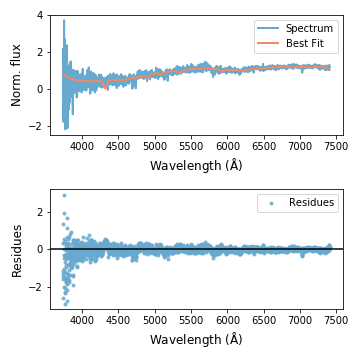 4
2
0
−2
Norm. flux
Spectrum
Best Fit
4000 4500 5000 5500 6000 6500 7000 7500
Wavelength (Å)
2
0
−2
Residues
Residues
4000 4500 5000 5500 6000 6500 7000 7500
Wavelength (Å)